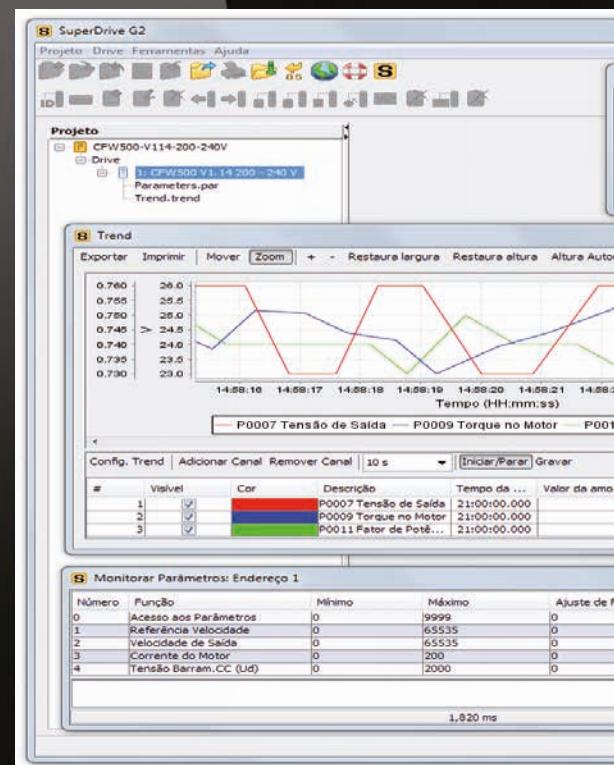 SuperDrive G2
Projeto Drive Ferramentas Ajuda
Projeto
CFW500-V114-200-240V
Drive
1: CFW500 V1.14 200 - 240 V
Parameters.par
Trend.trend
Trend
Exportar Imprimir Mover Zoom + - Restaura largura Restaura altura Altura Autor
0.760 26.0
0.755 25.5
0.750 25.0
0.745 V 24.5
0.740 24.0
0.735 23.5
0.730 23.0
14:58:16 14:58:17 14:58:18 14:58:19 14:58:20 14:58:21 14:58:
Tempo (HH:mm:ss)
P0007 Tensão de Saída P0009 Torque no Motor P001
Config. Trend Adicionar Canal Remover Canal 10 s Iniciar/Parar Gravar
# Visível Cor Descrição Tempo da ... Valor da amo
1 P0007 Tensão de Saída 21:00:00.000
2 P0009 Torque no Motor 21:00:00.000
3 P0011 Fator de Potê... 21:00:00.000
Monitorar Parâmetros: Endereço 1
Número Função Mínimo Máximo Ajuste de F
0 Acesso aos Parâmetros 0 9999 0
1 Referência Velocidade 0 65535 0
2 Velocidade de Saída 0 65535 0
3 Corrente do Motor 0 200 0
4 Tensão Barram.CC (Ud) 0 2000 0
1,820 ms